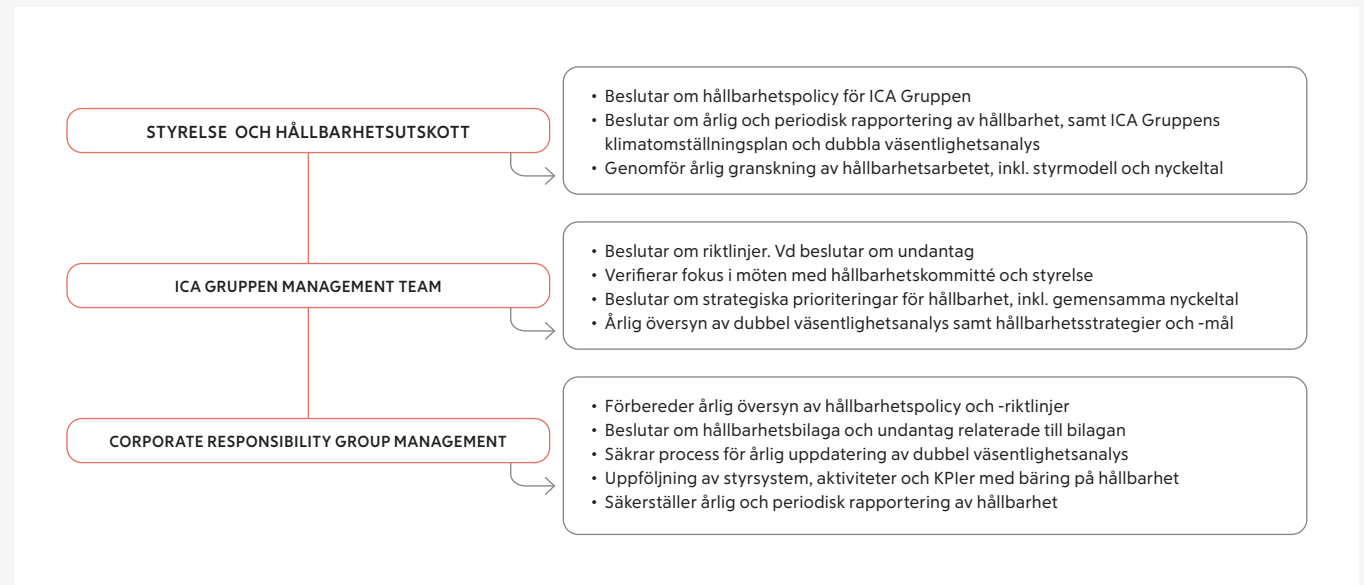 STYRELSE OCH HÅLLBARHETSUTSKOTT
• Beslutar om hållbarhetspolicy för ICA Gruppen
• Beslutar om årlig och periodisk rapportering av hållbarhet, samt ICA Gruppens
klimatomställningsplan och dubbla väsentlighetsanalys
• Genomför årlig granskning av hållbarhetsarbetet, inkl. styrmodell och nyckeltal
ICA GRUPPEN MANAGEMENT TEAM
• Beslutar om riktlinjer. Vd beslutar om undantag
• Verifierar fokus i möten med hållbarhetskommitté och styrelse
• Beslutar om strategiska prioriteringar för hållbarhet, inkl. gemensamma nyckeltal
• Årlig översyn av dubbel väsentlighetsanalys samt hållbarhetsstrategier och -mål
CORPORATE RESPONSIBILITY GROUP MANAGEMENT
• Förbereder årlig översyn av hållbarhetspolicy och -riktlinjer
• Beslutar om hållbarhetsbilaga och undantag relaterade till bilagan
• Säkrar process för årlig uppdatering av dubbel väsentlighetsanalys
• Uppföljning av styrsystem, aktiviteter och KPIer med bäring på hållbarhet
• Säkerställer årlig och periodisk rapportering av hållbarhet